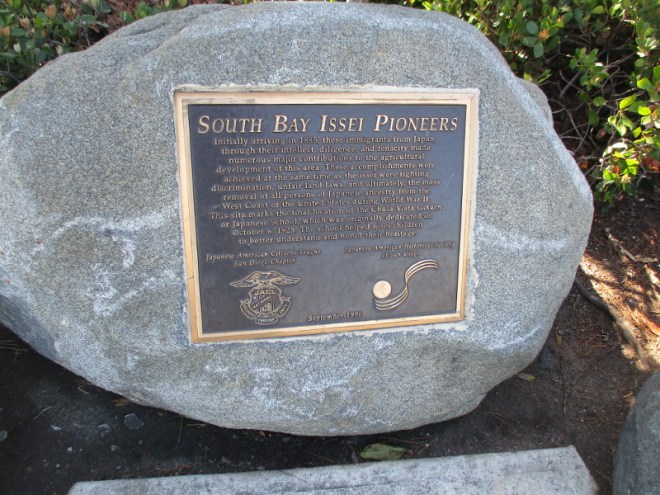 SOUTH BAY ISSEI PIONEERS
Initially arriving in 1885, these immigrants from Japan,
through their intellect, diligence, and tenacity made
numerous major contributions to the agricultural
development of this area. These accomplishments were
achieved at the same time as the issei were fighting
discrimination, unfair land laws, and ultimately, the mass
removal of all persons of Japanese ancestry from the
West Coast of the United States during World War II.
This site marks the final location of the Chula Vista Gakuen
or Japanese School, which was originally dedicated on
October 6, 1926. The school helped nisei children
to better understand and honor their heritage.
Japanese American Citizens League
San Diego Chapter
Japanese American Historical Society
of San Diego
JACL
September 1996